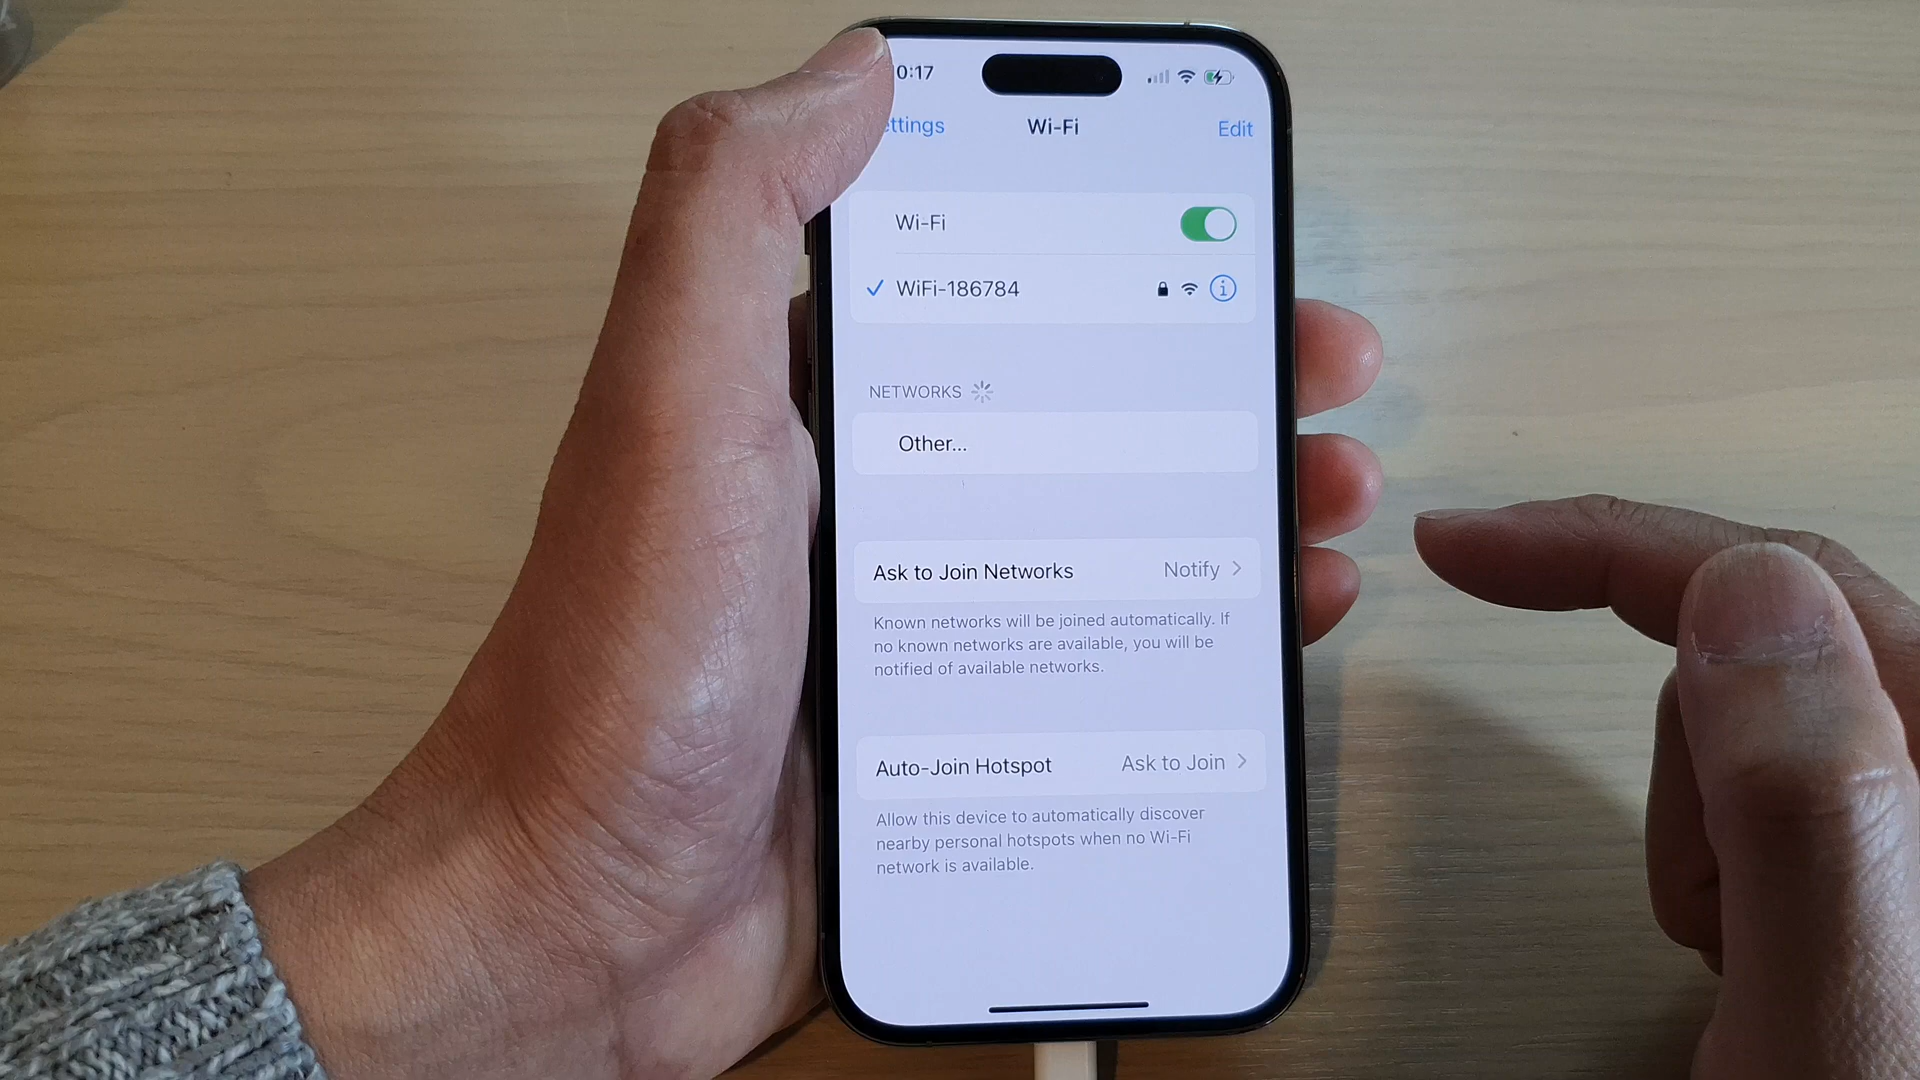 0:17
ettings
Wi-Fi
Edit
Wi-Fi
WiFi-186784
NETWORKS
Other...
Ask to Join Networks
Notify
Known networks will be joined automatically. If
no known networks are available, you will be
notified of available networks.
Auto-Join Hotspot
Ask to Join
Allow this device to automatically discover
nearby personal hotspots when no Wi-Fi
network is available.